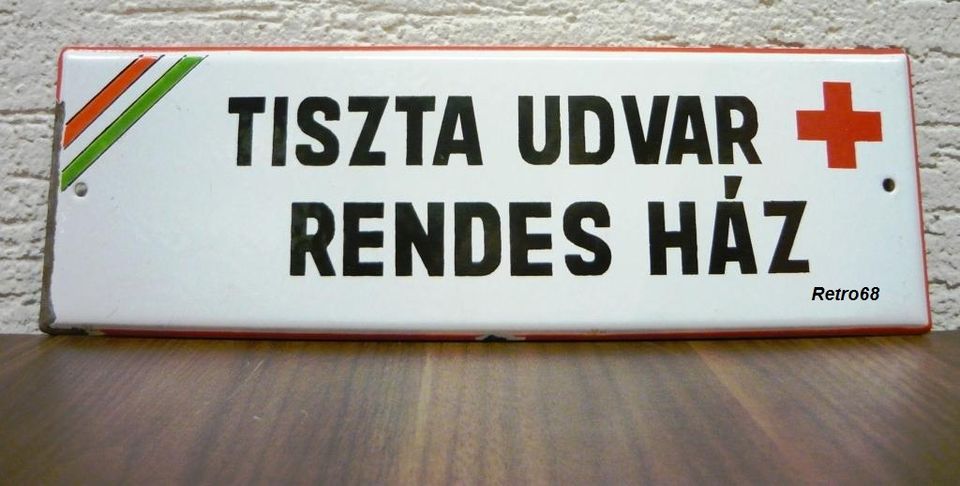 TISZTA UDVAR
RENDES HÁZ
Retro68